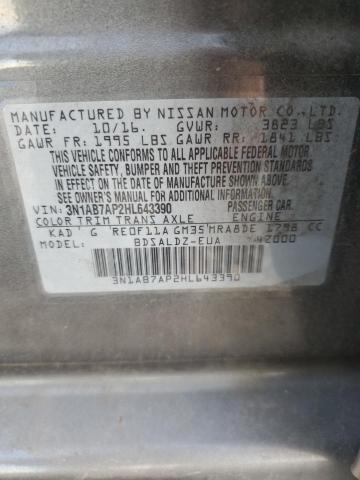 MANUFACTURED BY NISSAN MOTOR CO., LTD.
DATE: 10/16. GVWR: 3823 LBS
GAWR FR: 1995 LBS GAWR RR: 1841 LBS
THIS VEHICLE CONFORMS TO ALL APPLICABLE FEDERAL MOTOR
VEHICLE SAFETY, BUMPER AND THEFT PREVENTION
STANDARDS IN EFFECT ON THE DATE OF MANUFACTURE SHOWN ABOVE.
SEE OWNER'S MANUAL FOR ADDITIONAL INFORMATION.
VIN: 3N1AB7AP2HL643390 PASSENGER CAR.
COLOR TRIM TRANS AXLE ENGINE
KAD G RE0F11A GM35 MRA8DE 1798 CC
MODEL: BDSALDZ-EUA 42000
3N1AB7AP2HL643390